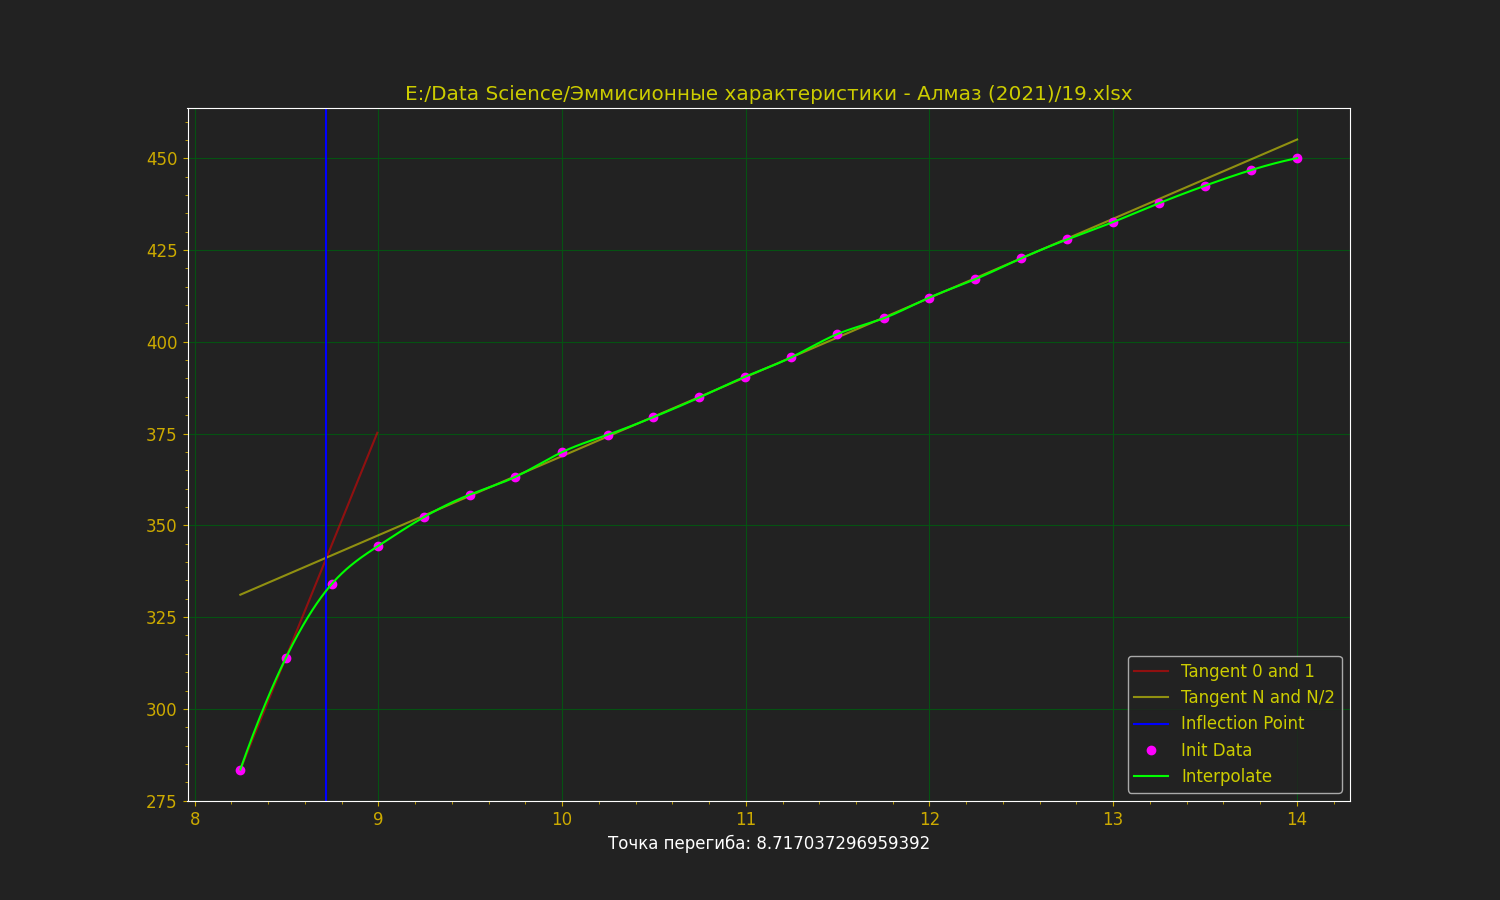 E:/Data Science/Эммисионные характеристики - Алмаз (2021)/19.xlsx
450
425
400
375
350
325
300
275
8 9 10 11 12 13 14
Tangent 0 and 1
Tangent N and N/2
Inflection Point
Init Data
Interpolate
Точка перегиба: 8.717037296959392